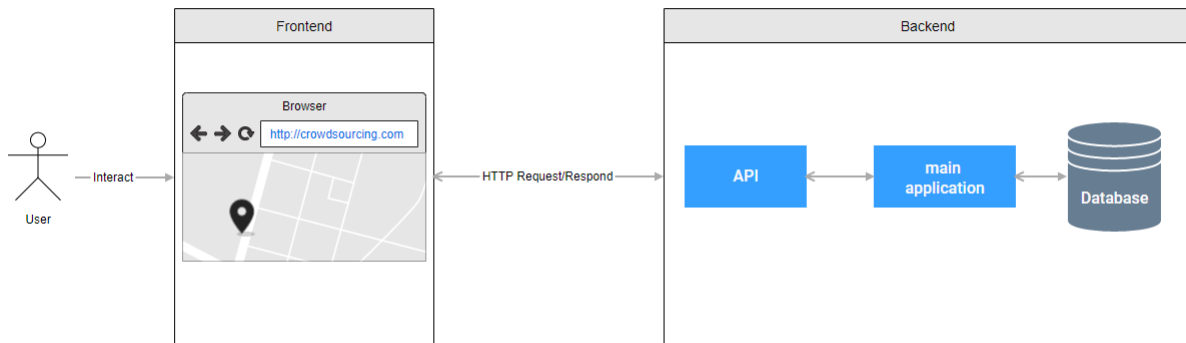 Frontend
Backend
Browser
http://crowdsourcing.com
Interact
HTTP Request/Respond
API
main
application
Database
User